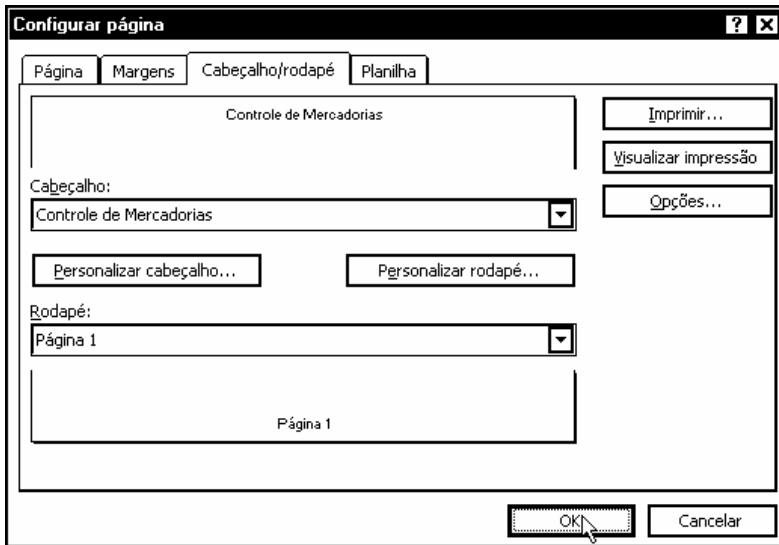 Configurar página
Página Margens Cabeçalho/rodapé Planilha
Controle de Mercadorias
Imprimir...
Visualizar impressão
Opções...
Cabeçalho:
Controle de Mercadorias
Personalizar cabeçalho... Personalizar rodapé...
Rodapé:
Página 1
Página 1
OK Cancelar